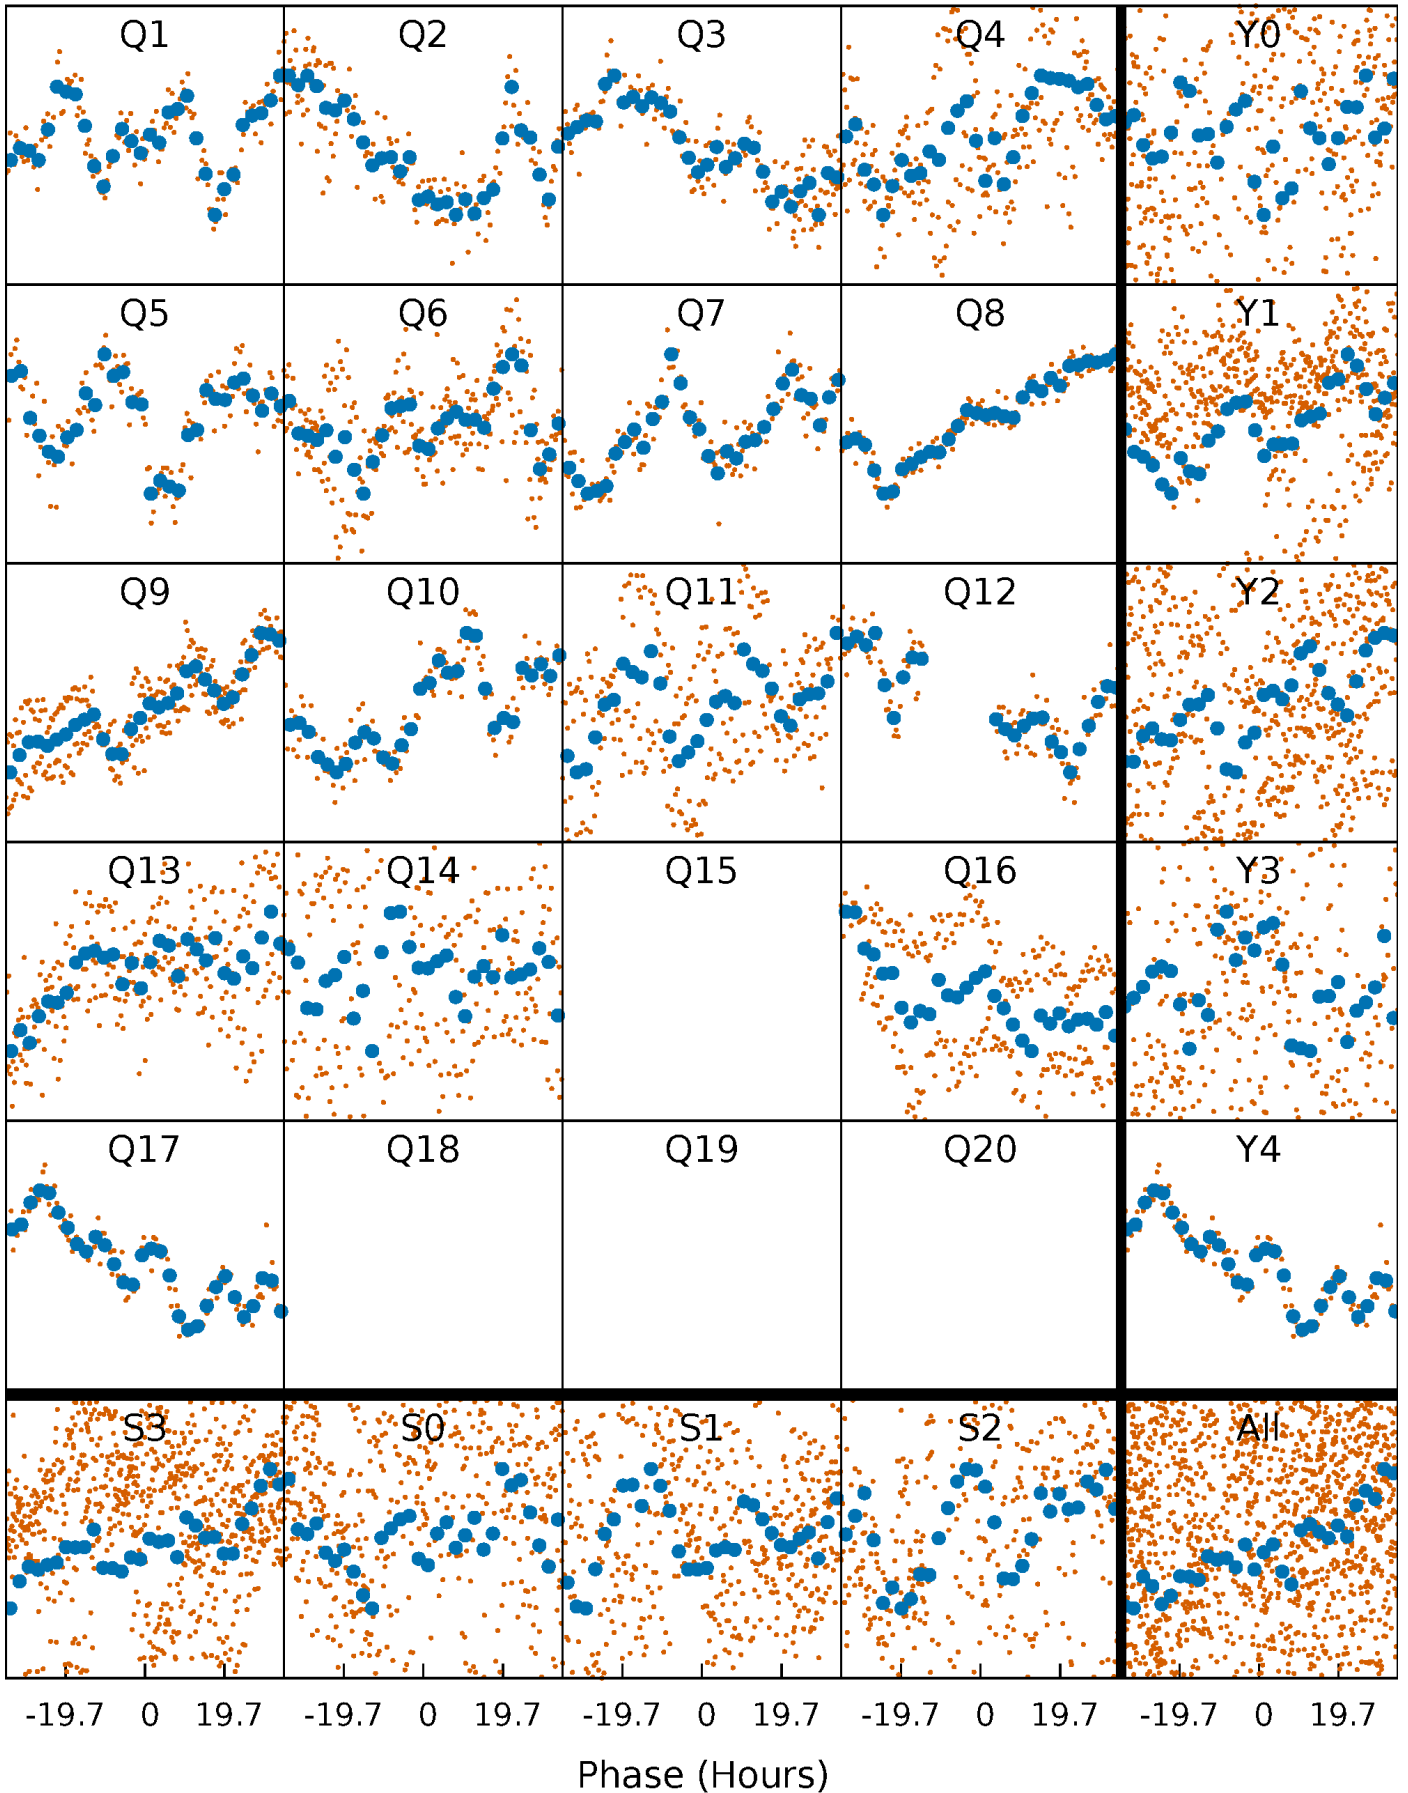 Q1 Q2 Q3 Q4 Y0
Q5 Q6 Q7 Q8 Y1
Q9 Q10 Q11 Q12 Y2
Q13 Q14 Q15 Q16 Y3
Q17 Q18 Q19 Q20 Y4
S3 S0 S1 S2 All
-19.7 0 19.7 -19.7 0 19.7 -19.7 0 19.7 -19.7 0 19.7 -19.7 0 19.7
Phase (Hours)